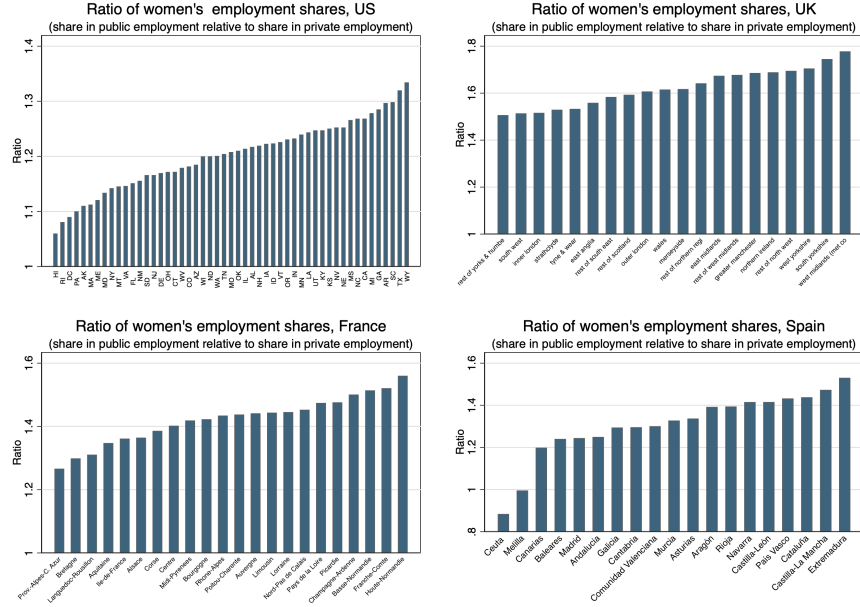 Ratio of women's employment shares, US
(share in public employment relative to share in private employment)
1.4
1.3
1.2
1.1
1
Ratio
HI
RI
DC
PA
AK
MA
ME
MD
NY
MT
VA
FL
NM
SD
NJ
DE
OH
CT
WV
CO
AZ
WI
ND
WA
TN
MO
OK
IL
AL
NH
IA
ID
VT
OR
IN
MN
LA
UT
KY
KS
NV
NE
MS
NC
CA
MI
GA
AR
SC
TX
WY
Ratio of women's employment shares, UK
(share in public employment relative to share in private employment)
1.8
1.6
1.4
1.2
1
Ratio
rest of yorks & humbe
south west
inner london
strathclyde
tyne & wear
east anglia
rest of south east
rest of scotland
outer london
wales
merseyside
rest of northern regi
east midlands
rest of west midlands
greater manchester
northern ireland
rest of north west
west yorkshire
south yorkshire
west midlands (met co
Ratio of women's employment shares, France
(share in public employment relative to share in private employment)
1.6
1.4
1.2
1
Ratio
Prov.-Alpes-C. Azur
Bretagne
Languedoc-Roussillon
Aquitaine
Ile-de-France
Alsace
Corse
Centre
Midi-Pyrenees
Bourgogne
Rhone-Alpes
Poitou-Charente
Auvergne
Limoutin
Lorraine
Nord-Pas de Calais
Pays de la Loire
Picardie
Champagne-Ardenne
Basse-Normandie
Franche-Comte
Houte-Normandie
Ratio of women's employment shares, Spain
(share in public employment relative to share in private employment)
1.6
1.4
1.2
1
.8
Ratio
Ceuta
Melilla
Canarias
Baleares
Madrid
Andalucía
Galicia
Cantabria
Comunidad Valenciana
Murcia
Asturias
Aragón
Rioja
Navarra
Castilla-León
País Vasco
Cataluña
Castilla-La Mancha
Extremadura